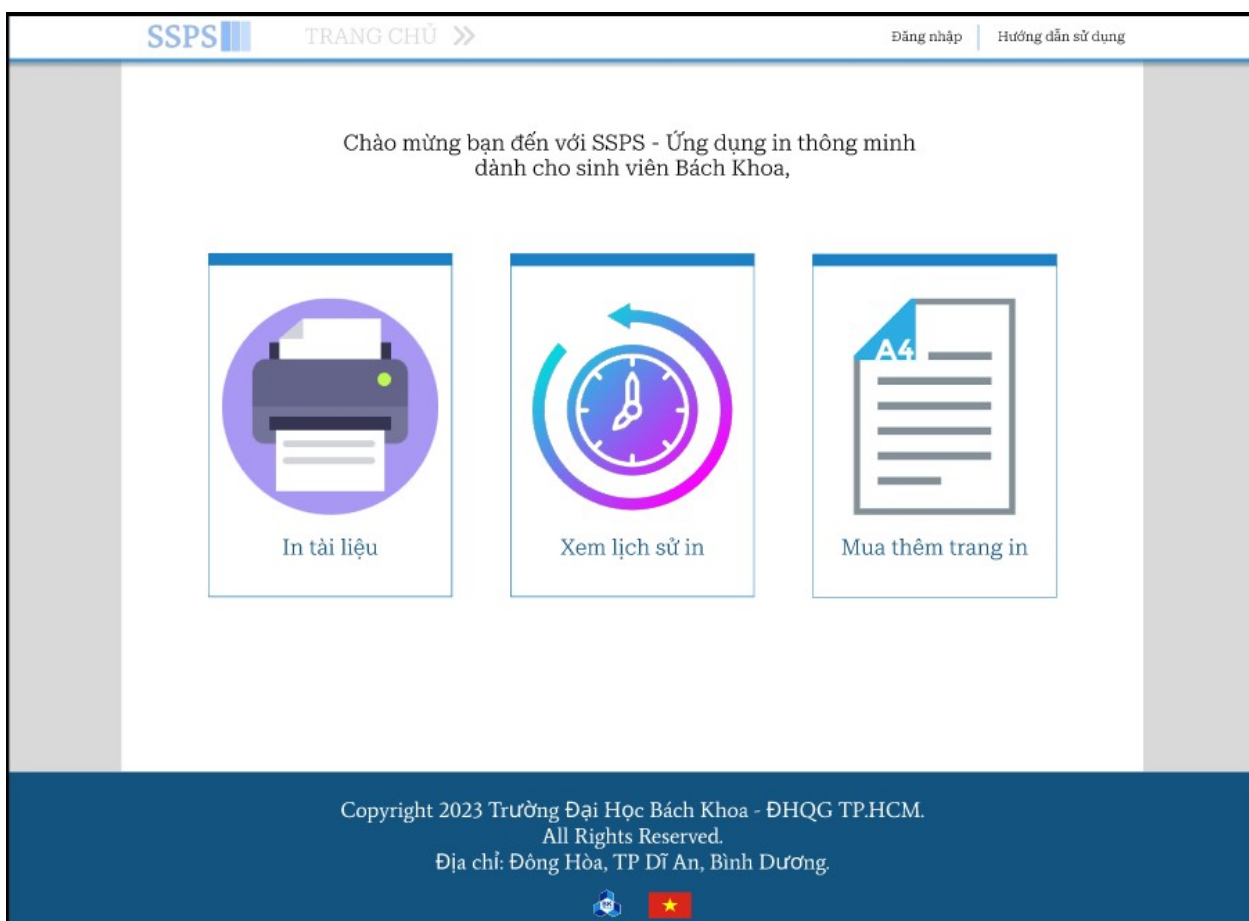 SSPS
TRANG CHỦ
Đăng nhập
Hướng dẫn sử dụng
Chào mừng bạn đến với SSPS - Ứng dụng in thông minh
dành cho sinh viên Bách Khoa,
A4
In tài liệu
Xem lịch sử in
Mua thêm trang in
Copyright 2023 Trường Đại Học Bách Khoa - ĐHQG TP.HCM.
All Rights Reserved.
Địa chỉ: Đông Hòa, TP Dĩ An, Bình Dương.
BK